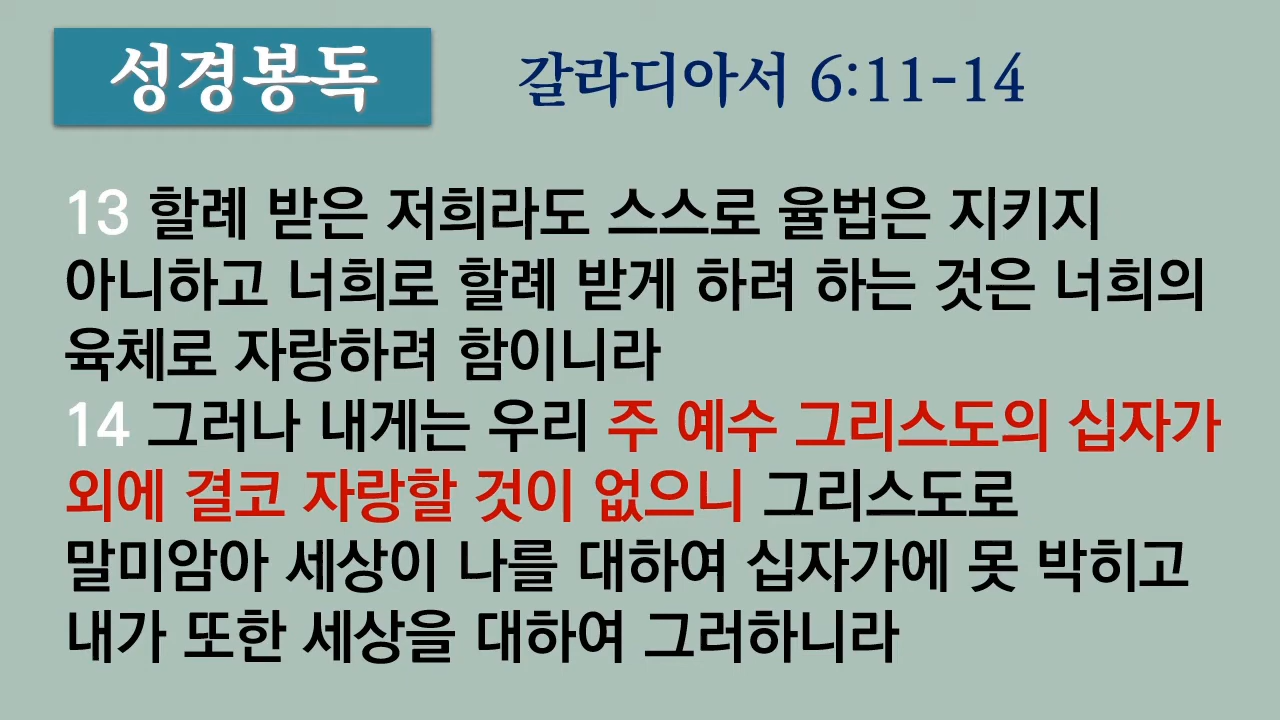 성경봉독
갈라디아서 6:11-14
13 할례 받은 저희라도 스스로 율법은 지키지
아니하고 너희로 할례 받게 하려 하는 것은 너희의
육체로 자랑하려 함이니라
14 그러나 내게는 우리 주 예수 그리스도의 십자가
외에 결코 자랑할 것이 없으니 그리스도로
말미암아 세상이 나를 대하여 십자가에 못 박히고
내가 또한 세상을 대하여 그러하니라